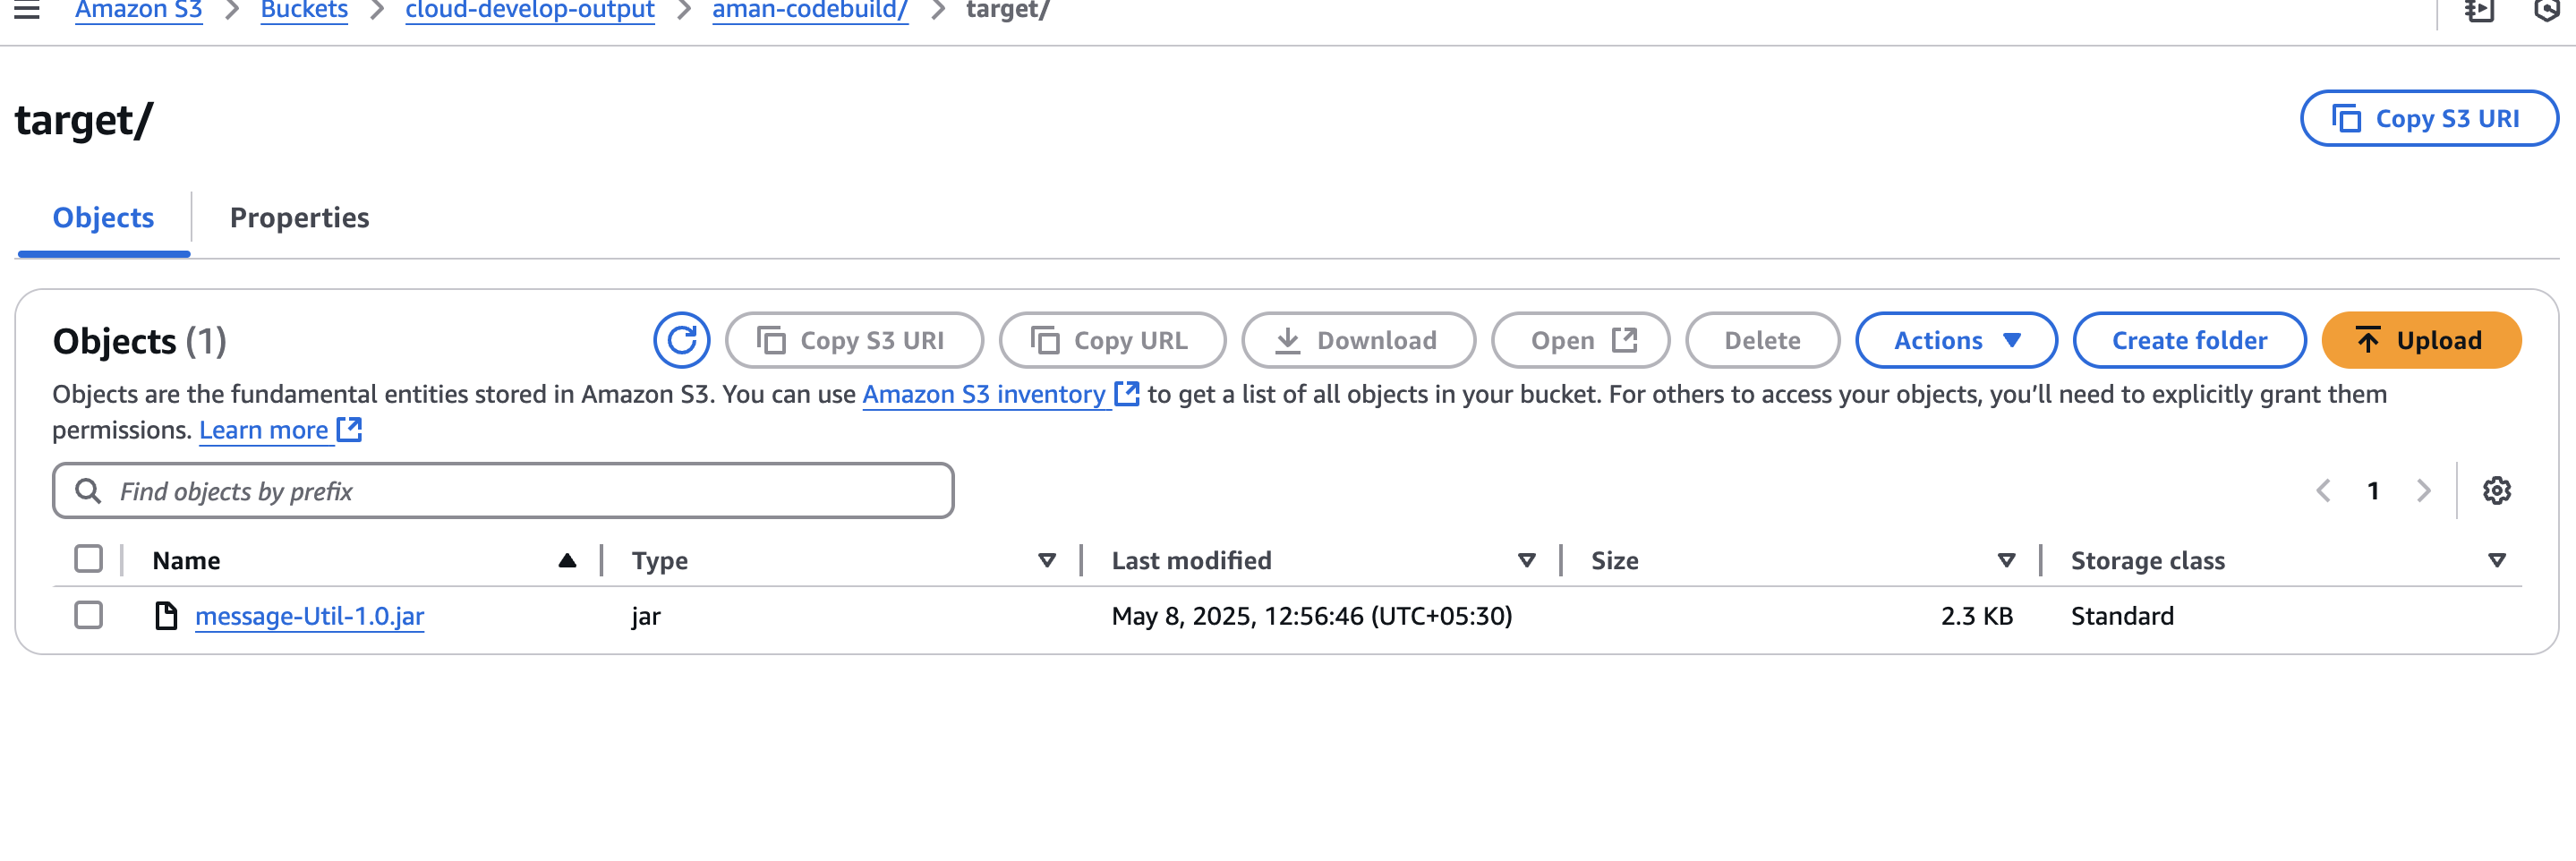 Amazon S3 > Buckets > cloud-develop-output > aman-codebuild/ > target/
target/
Copy S3 URI
Objects
Properties
Objects (1)
Copy S3 URI
Copy URL
Download
Open
Delete
Actions
Create folder
Upload
Objects are the fundamental entities stored in Amazon S3. You can use Amazon S3 inventory to get a list of all objects in your bucket. For others to access your objects, you’ll need to explicitly grant them
permissions. Learn more
Find objects by prefix
1
Name Type Last modified Size Storage class
message-Util-1.0.jar jar May 8, 2025, 12:56:46 (UTC+05:30) 2.3 KB Standard